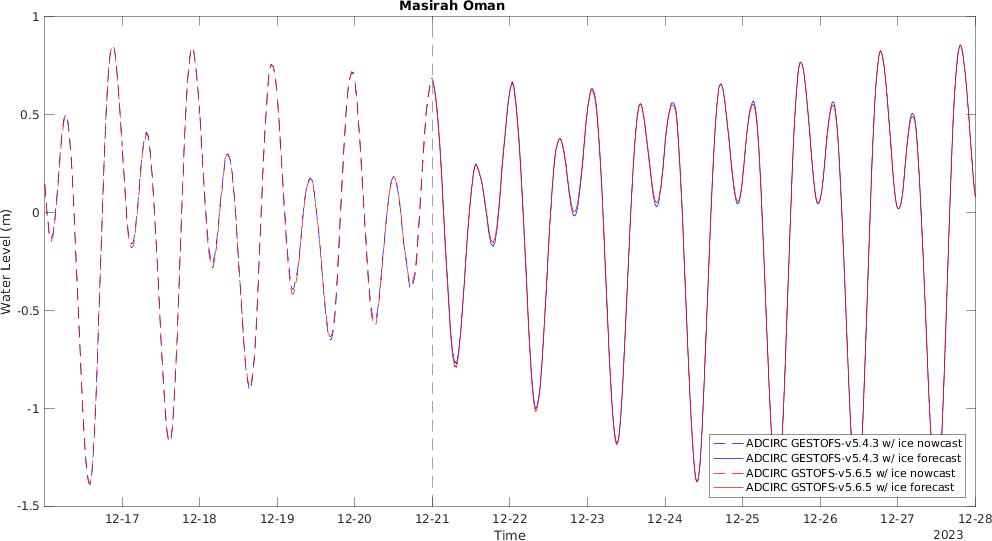 Masirah Oman
1
0.5
0
-0.5
-1
-1.5
Water Level (m)
ADCIRC GESTOFS-v5.4.3 w/ ice nowcast
ADCIRC GESTOFS-v5.4.3 w/ ice forecast
ADCIRC GSTOFS-v5.6.5 w/ ice nowcast
ADCIRC GSTOFS-v5.6.5 w/ ice forecast
12-17 12-18 12-19 12-20 12-21 12-22 12-23 12-24 12-25 12-26 12-27 12-28
Time
2023